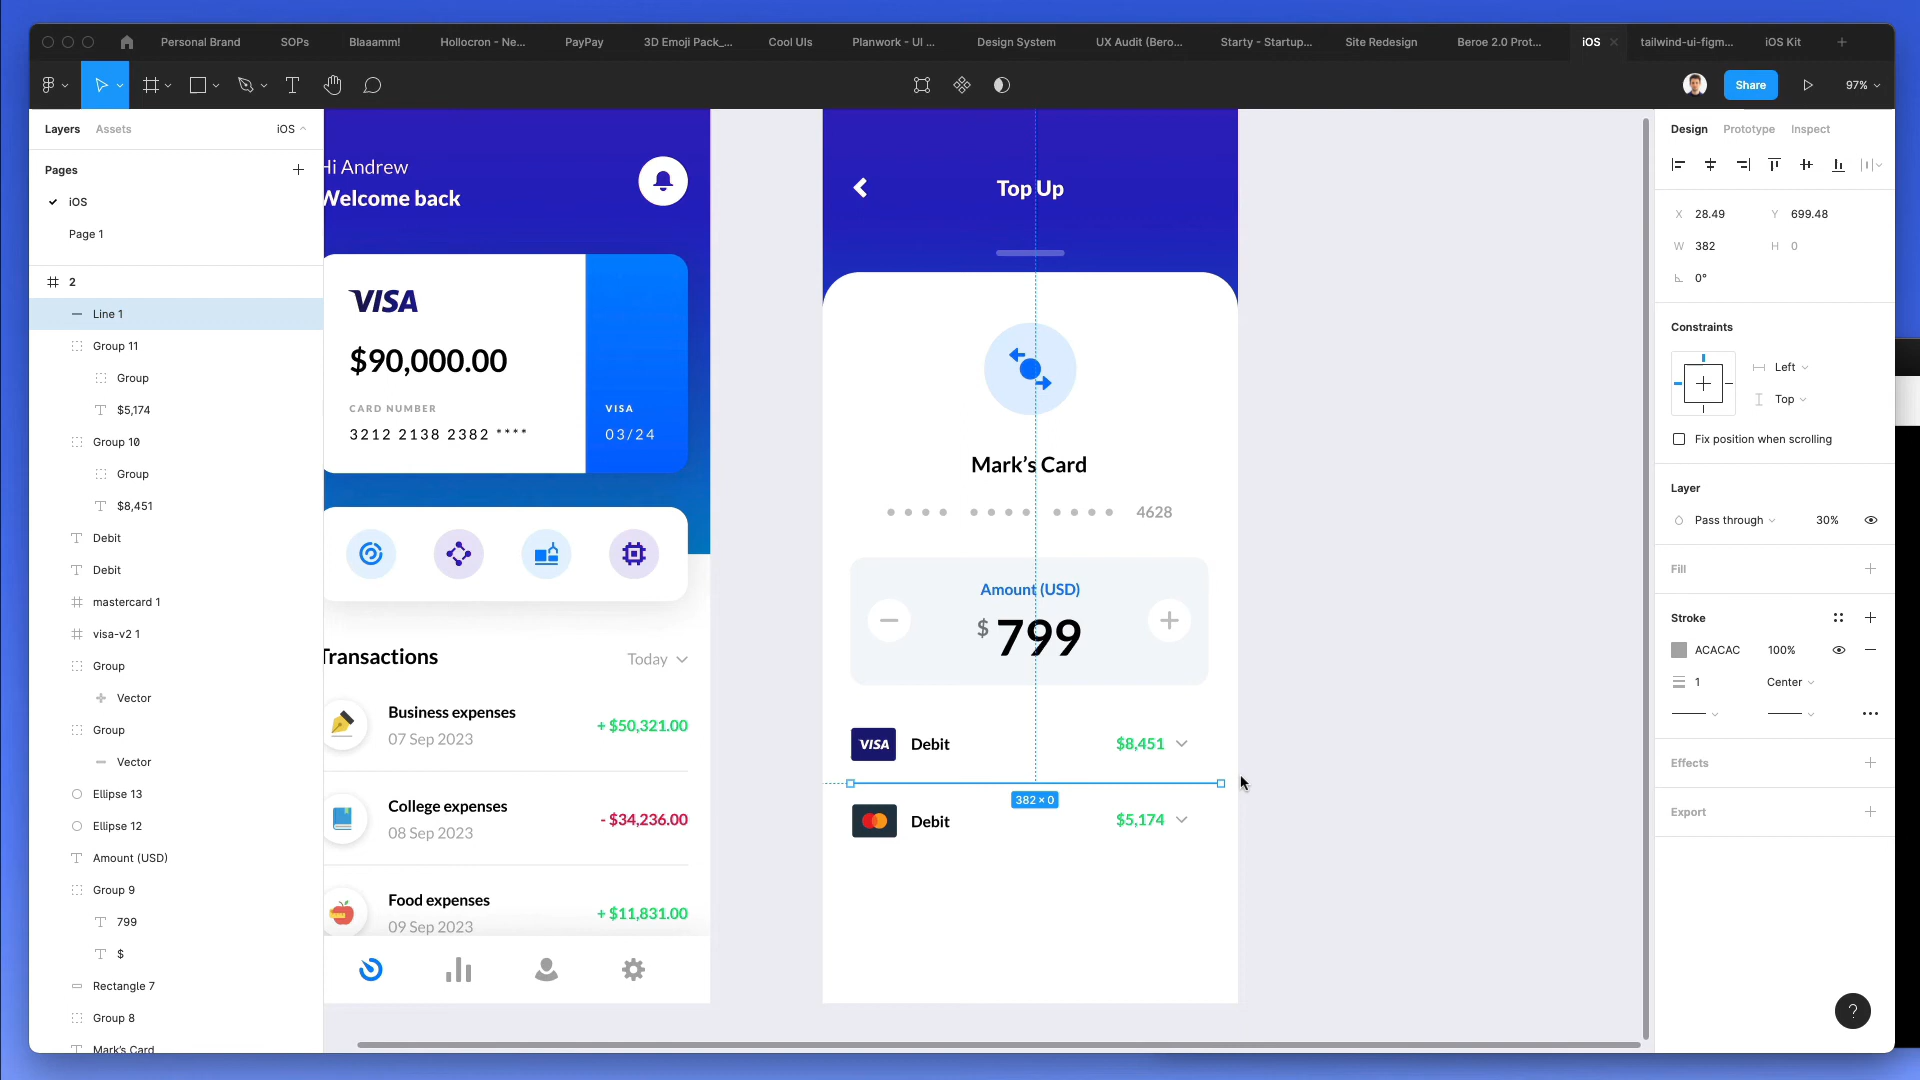 Personal Brand
SOPs
Blaaamm!
Hollocron - Ne...
PayPay
3D Emoji Pack_...
Cool UIs
Planwork - UI ...
Design System
UX Audit (Bero...
Starty - Startup...
Site Redesign
Beroe 2.0 Prot...
iOS
tailwind-ui-figm...
iOS Kit
Share
97%
Layers
Assets
iOS
Pages
iOS
Page 1
2
Line 1
Group 11
Group
$5,174
Group 10
Group
$8,451
Debit
Debit
mastercard 1
visa-v2 1
Group
Vector
Group
Vector
Ellipse 13
Ellipse 12
Amount (USD)
Group 9
799
$
Rectangle 7
Group 8
Mark's Card
Hi Andrew
Welcome back
VISA
$90,000.00
CARD NUMBER
3212 2138 2382 ****
VISA
03/24
Transactions
Today
Business expenses
07 Sep 2023
+ $50,321.00
College expenses
08 Sep 2023
- $34,236.00
Food expenses
09 Sep 2023
+ $11,831.00
Top Up
Mark’s Card
4628
Amount (USD)
$ 799
VISA
Debit
$8,451
382 × 0
Debit
$5,174
Design
Prototype
Inspect
X 28.49
Y 699.48
W 382
H 0
0°
Constraints
Left
Top
Fix position when scrolling
Layer
Pass through
30%
Fill
Stroke
ACACAC
100%
1
Center
Effects
Export
?